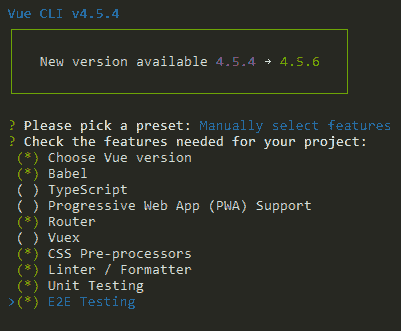 Vue CLI v4.5.4
New version available 4.5.4 → 4.5.6
? Please pick a preset: Manually select features
? Check the features needed for your project:
(*) Choose Vue version
(*) Babel
( ) TypeScript
( ) Progressive Web App (PWA) Support
(*) Router
( ) Vuex
(*) CSS Pre-processors
(*) Linter / Formatter
(*) Unit Testing
>(*) E2E Testing